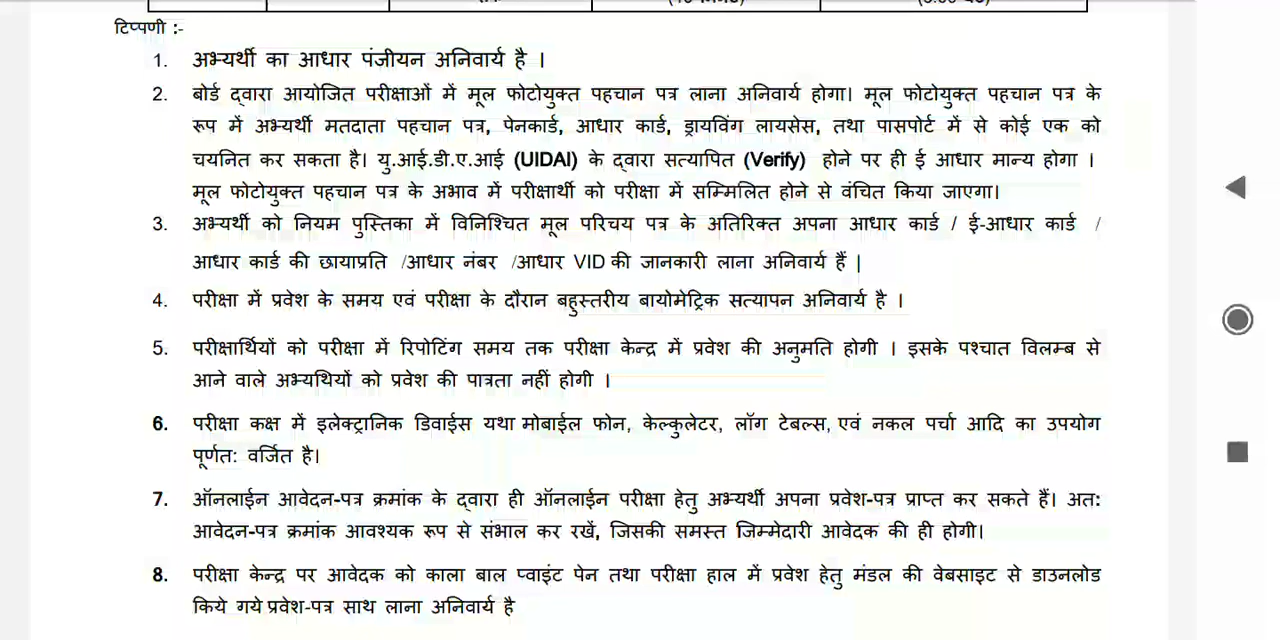 टिप्पणी :-
1. अभ्यर्थी का आधार पंजीयन अनिवार्य है ।
2. बोर्ड द्वारा आयोजित परीक्षाओं में मूल फोटोयुक्त पहचान पत्र लाना अनिवार्य होगा। मूल फोटोयुक्त पहचान पत्र के
रूप में अभ्यर्थी मतदाता पहचान पत्र, पेनकार्ड, आधार कार्ड, ड्रायविंग लायसेस, तथा पासपोर्ट में से कोई एक को
चयनित कर सकता है। यु.आई.डी.ए.आई (UIDAI) के द्वारा सत्यापित (Verify) होने पर ही ई आधार मान्य होगा ।
मूल फोटोयुक्त पहचान पत्र के अभाव में परीक्षार्थी को परीक्षा में सम्मिलित होने से वंचित किया जाएगा।
3. अभ्यर्थी को नियम पुस्तिका में विनिश्चित मूल परिचय पत्र के अतिरिक्त अपना आधार कार्ड / ई-आधार कार्ड /
आधार कार्ड की छायाप्रति /आधार नंबर /आधार VID की जानकारी लाना अनिवार्य हैं |
4. परीक्षा में प्रवेश के समय एवं परीक्षा के दौरान बहुस्तरीय बायोमेट्रिक सत्यापन अनिवार्य है ।
5. परीक्षार्थियों को परीक्षा में रिपोटिंग समय तक परीक्षा केन्द्र में प्रवेश की अनुमति होगी । इसके पश्चात विलम्ब से
आने वाले अभ्यथियों को प्रवेश की पात्रता नहीं होगी ।
6. परीक्षा कक्ष में इलेक्ट्रानिक डिवाईस यथा मोबाईल फोन, केल्कुलेटर, लॉग टेबल्स, एवं नकल पर्चा आदि का उपयोग
पूर्णत: वर्जित है।
7. ऑनलाईन आवेदन-पत्र क्रमांक के द्वारा ही ऑनलाईन परीक्षा हेतु अभ्यर्थी अपना प्रवेश-पत्र प्राप्त कर सकते हैं। अत:
आवेदन-पत्र क्रमांक आवश्यक रूप से संभाल कर रखें, जिसकी समस्त जिम्मेदारी आवेदक की ही होगी।
8. परीक्षा केन्द्र पर आवेदक को काला बाल प्वाइंट पेन तथा परीक्षा हाल में प्रवेश हेतु मंडल की वेबसाइट से डाउनलोड
किये गये प्रवेश-पत्र साथ लाना अनिवार्य है